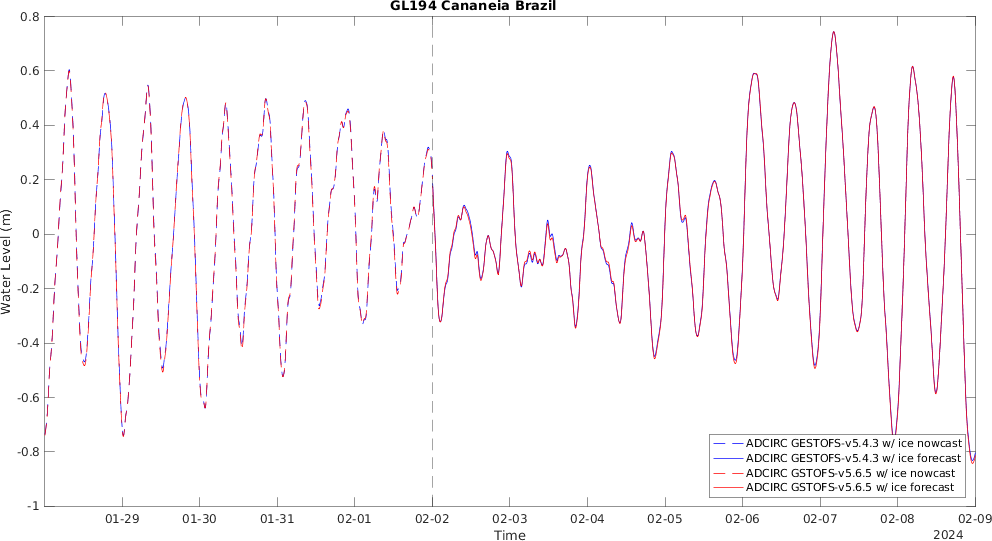 GL194 Cananeia Brazil
0.8
0.6
0.4
0.2
0
-0.2
-0.4
-0.6
-0.8
-1
Water Level (m)
ADCIRC GESTOFS-v5.4.3 w/ ice nowcast
ADCIRC GESTOFS-v5.4.3 w/ ice forecast
ADCIRC GSTOFS-v5.6.5 w/ ice nowcast
ADCIRC GSTOFS-v5.6.5 w/ ice forecast
01-29 01-30 01-31 02-01 02-02 02-03 02-04 02-05 02-06 02-07 02-08 02-09
Time
2024